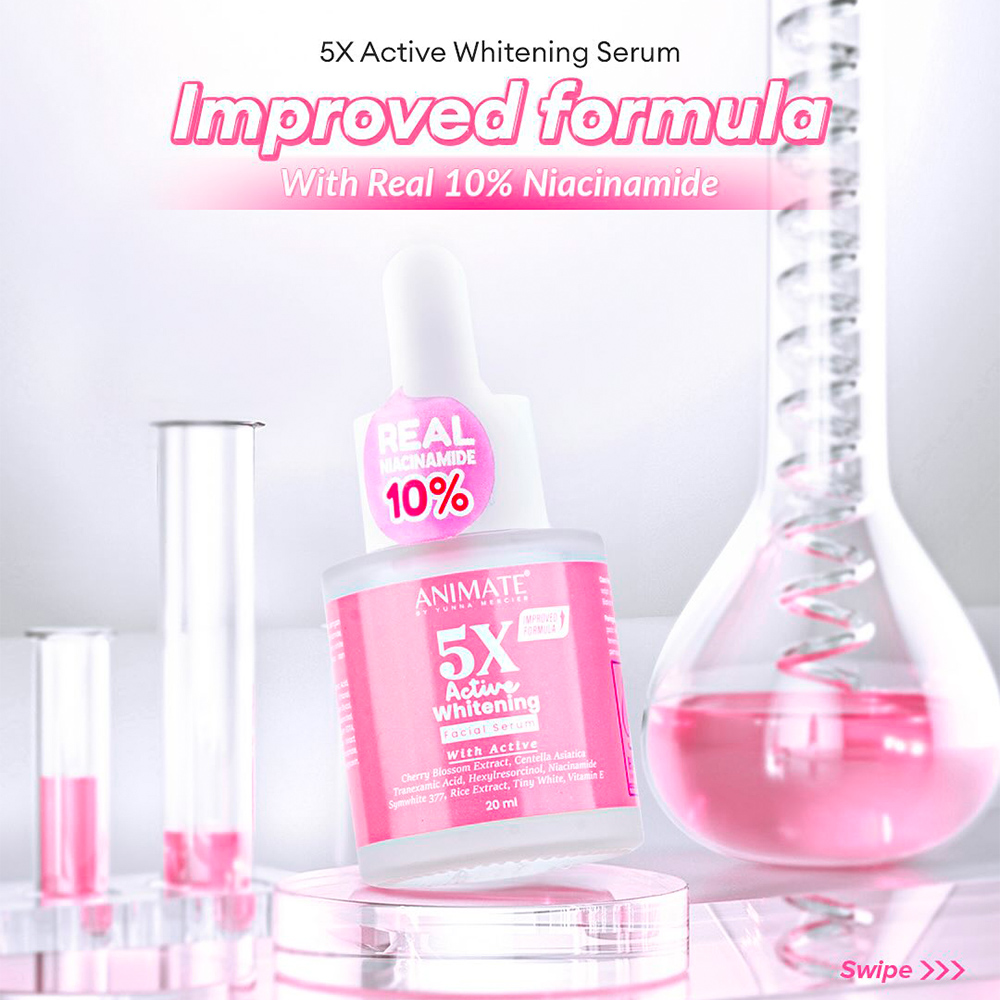 5X Active Whitening Serum
Improved formula
With Real 10% Niacinamide
REAL
NIACINAMIDE
10%
ANIMATE®
BY YUNNA MERCIER
IMPROVED
FORMULA
5X
Active
Whitening
Facial Serum
With Active
Cherry Blossom Extract, Centella Asiatica
Tranexamic Acid, Hexylresorcinol, Niacinamide
Symwhite 377, Rice Extract, Tiny White, Vitamin E
20 ml
Swipe >>>